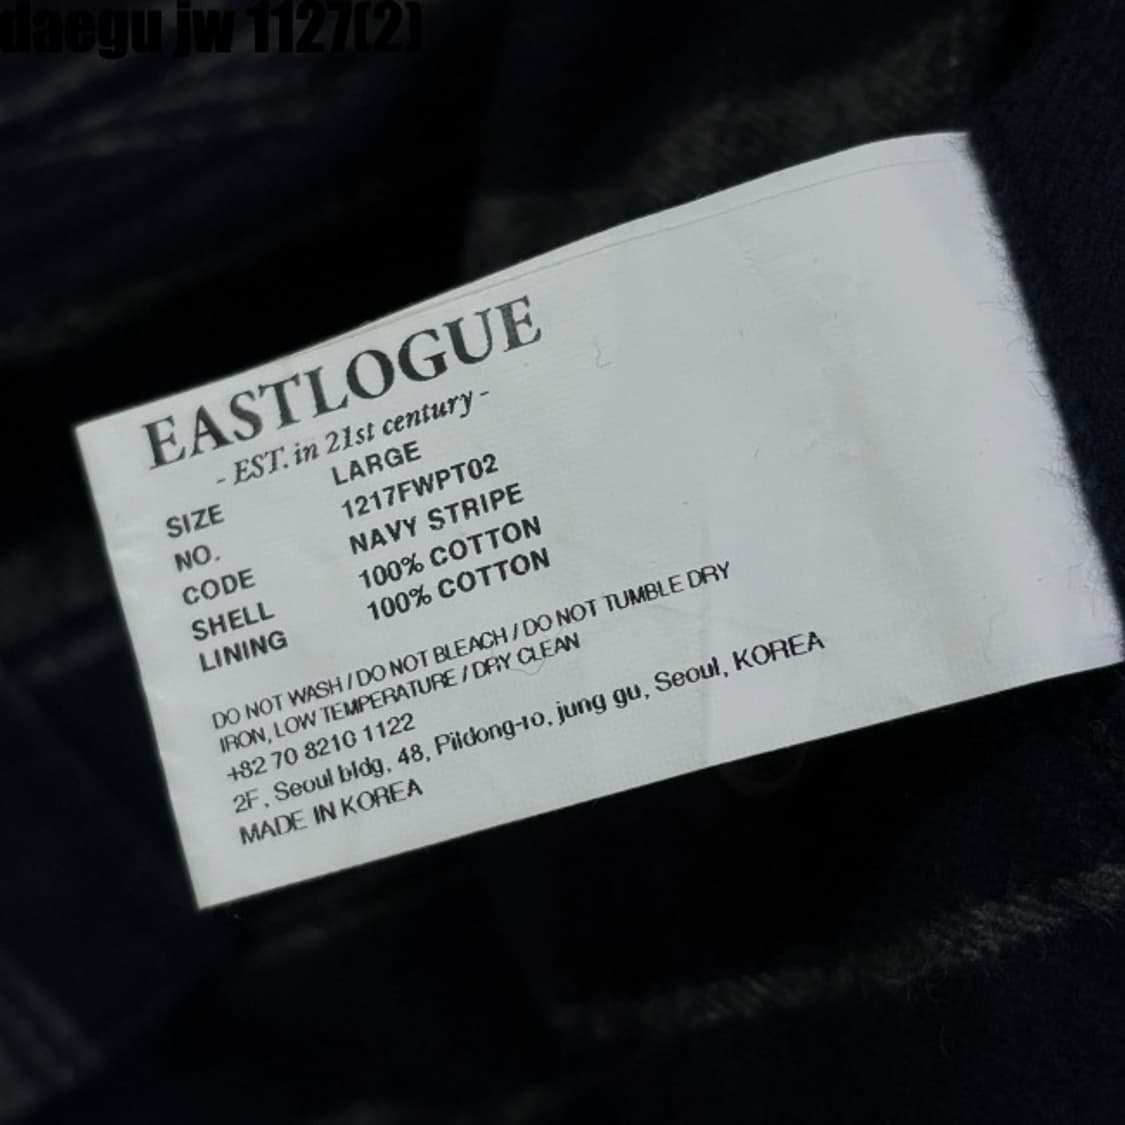 daegu jw 1127(2)
EASTLOGUE
- EST. in 21st century -
SIZE LARGE
NO. 1217FWPT02
CODE NAVY STRIPE
SHELL 100% COTTON
LINING 100% COTTON
DO NOT WASH / DO NOT BLEACH / DO NOT TUMBLE DRY
IRON, LOW TEMPERATURE / DRY CLEAN
+82 70 8210 1122
2F, Seoul bldg, 48, Pildong-ro, jung gu, Seoul, KOREA
MADE IN KOREA